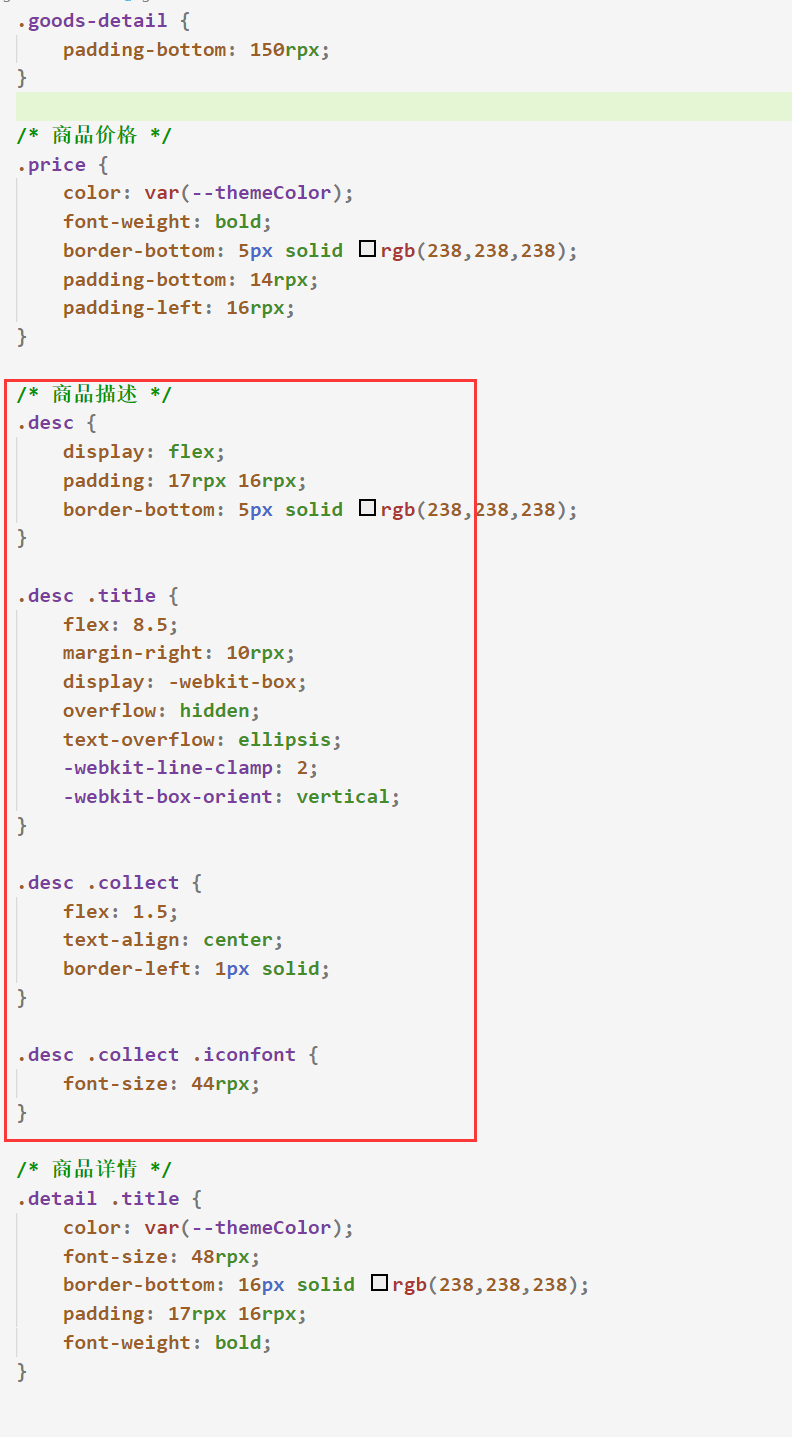 .goods-detail {
    padding-bottom: 150rpx;
}

/* 商品价格 */
.price {
    color: var(--themeColor);
    font-weight: bold;
    border-bottom: 5px solid rgb(238,238,238);
    padding-bottom: 14rpx;
    padding-left: 16rpx;
}

/* 商品描述 */
.desc {
    display: flex;
    padding: 17rpx 16rpx;
    border-bottom: 5px solid rgb(238,238,238);
}

.desc .title {
    flex: 8.5;
    margin-right: 10rpx;
    display: -webkit-box;
    overflow: hidden;
    text-overflow: ellipsis;
    -webkit-line-clamp: 2;
    -webkit-box-orient: vertical;
}

.desc .collect {
    flex: 1.5;
    text-align: center;
    border-left: 1px solid;
}

.desc .collect .iconfont {
    font-size: 44rpx;
}

/* 商品详情 */
.detail .title {
    color: var(--themeColor);
    font-size: 48rpx;
    border-bottom: 16px solid rgb(238,238,238);
    padding: 17rpx 16rpx;
    font-weight: bold;
}